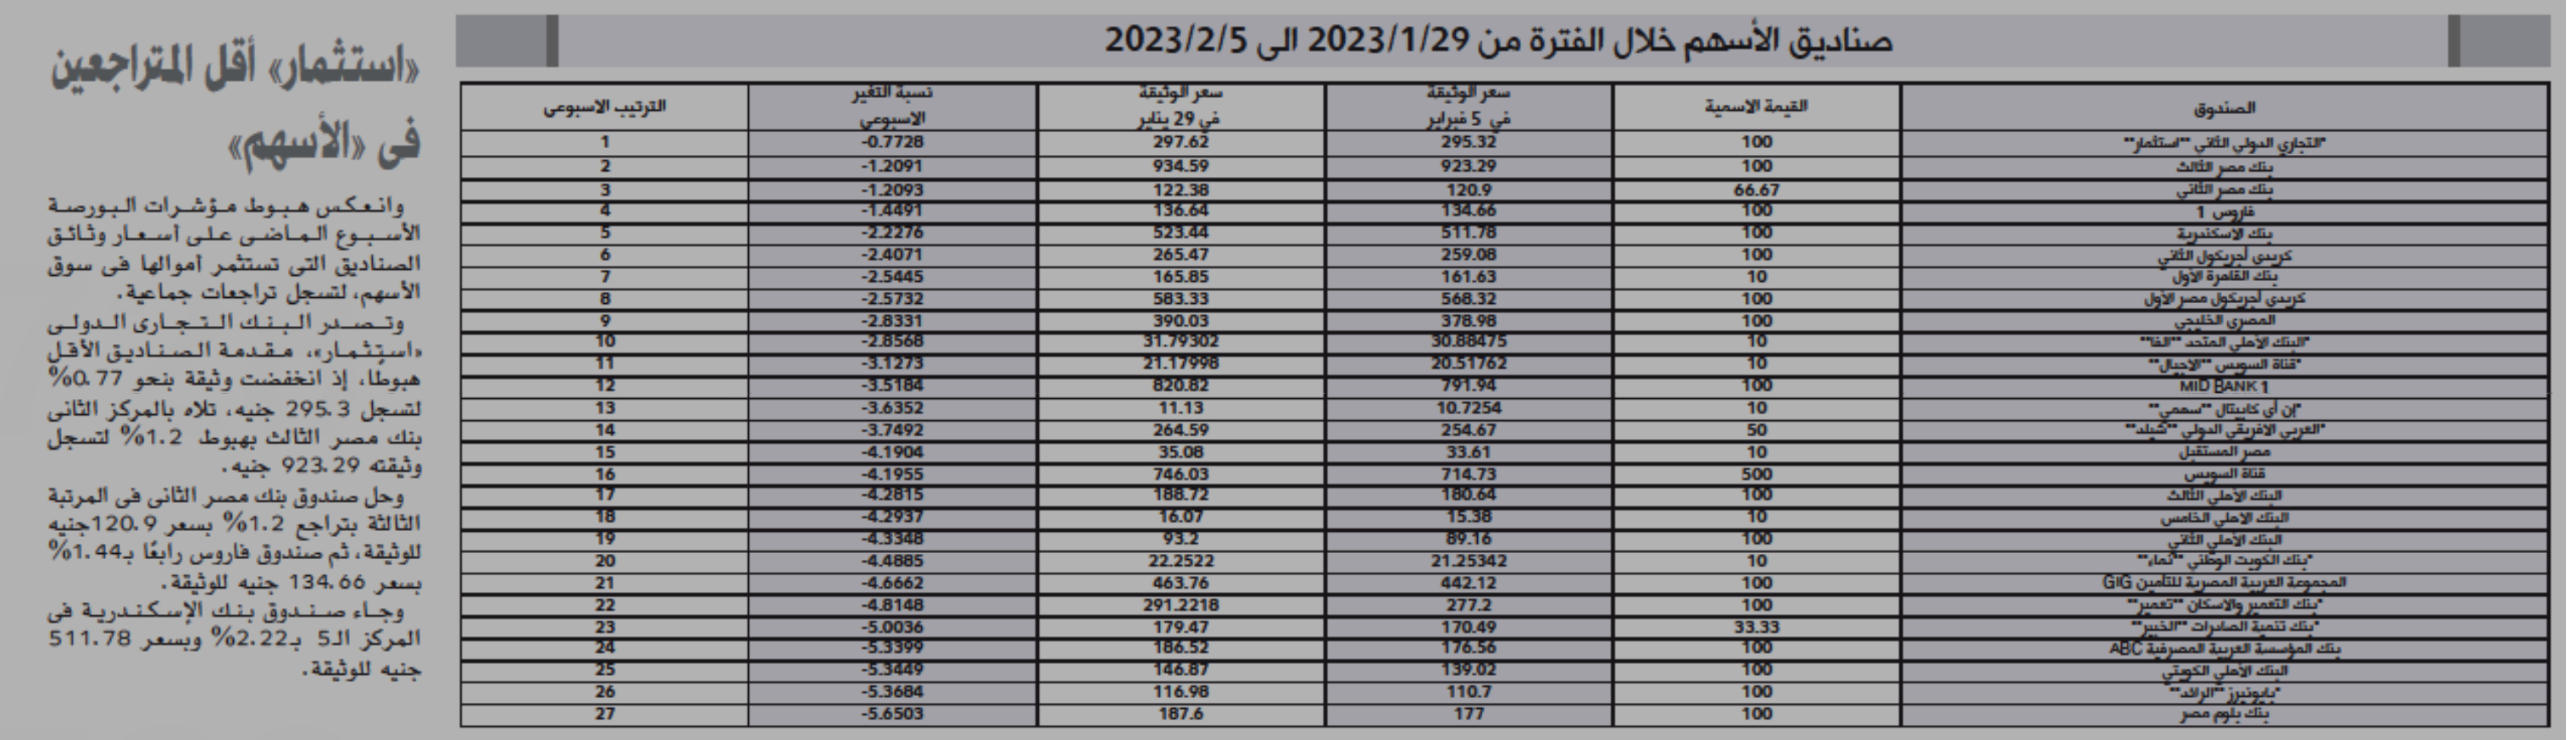 صناديق الأسهم خلال الفترة من 2023/1/29 الى 2023/2/5
الصندوق | القيمة الاسمية | سعر الوثيقة في 5 فبراير | سعر الوثيقة في 29 يناير | نسبة التغير الاسبوعي | الترتيب الاسبوعى
"التجاري الدولي الثاني ""استثمار"" | 100 | 295.32 | 297.62 | -0.7728 | 1
بنك مصر الثالث | 100 | 923.29 | 934.59 | -1.2091 | 2
بنك مصر الثاني | 66.67 | 120.9 | 122.38 | -1.2093 | 3
فاروس 1 | 100 | 134.66 | 136.64 | -1.4491 | 4
بنك الاسكندرية | 100 | 511.78 | 523.44 | -2.2276 | 5
كريدي أجريكول الثاني | 100 | 259.08 | 265.47 | -2.4071 | 6
بنك القاهرة الأول | 10 | 161.63 | 165.85 | -2.5445 | 7
كريدي أجريكول مصر الأول | 100 | 568.32 | 583.33 | -2.5732 | 8
المصري الخليجي | 100 | 378.98 | 390.03 | -2.8331 | 9
"البنك الأهلي المتحد ""الفا"" | 10 | 30.88475 | 31.79302 | -2.8568 | 10
"قناة السويس ""الاجيال"" | 10 | 20.51762 | 21.17998 | -3.1273 | 11
MID BANK 1 | 100 | 791.94 | 820.82 | -3.5184 | 12
"إن أي كابيتال ""سهمي"" | 10 | 10.7254 | 11.13 | -3.6352 | 13
"العربي الافريقي الدولي ""شيلد"" | 50 | 254.67 | 264.59 | -3.7492 | 14
مصر المستقبل | 10 | 33.61 | 35.08 | -4.1904 | 15
قناة السويس | 500 | 714.73 | 746.03 | -4.1955 | 16
البنك الأهلي الثالث | 100 | 180.64 | 188.72 | -4.2815 | 17
البنك الأهلي الخامس | 10 | 15.38 | 16.07 | -4.2937 | 18
البنك الأهلي الثاني | 100 | 89.16 | 93.2 | -4.3348 | 19
"بنك الكويت الوطني ""نماء"" | 10 | 21.25342 | 22.2522 | -4.4885 | 20
المجموعة العربية المصرية للتأمين GIG | 100 | 442.12 | 463.76 | -4.6662 | 21
"بنك التعمير والاسكان ""تعمير"" | 100 | 277.2 | 291.2218 | -4.8148 | 22
"بنك تنمية الصادرات ""الخبير"" | 33.33 | 170.49 | 179.47 | -5.0036 | 23
بنك المؤسسة العربية المصرفية ABC | 100 | 176.56 | 186.52 | -5.3399 | 24
البنك الأهلي الكويتي | 100 | 139.02 | 146.87 | -5.3449 | 25
"بايونيرز ""الرائد"" | 100 | 110.7 | 116.98 | -5.3684 | 26
بنك بلوم مصر | 100 | 177 | 187.6 | -5.6503 | 27
«استثمار» أقل المتراجعين
فى «الأسهم»
وانعكس هبوط مؤشرات البورصة
الأسبوع الماضى على أسعار وثائق
الصناديق التى تستثمر أموالها فى سوق
الأسهم، لتسجل تراجعات جماعية.
وتصدر البنك التجارى الدولى
«استثمار»، مقدمة الصناديق الأقل
هبوطًا، إذ انخفضت وثيقة بنحو 0.77%
لتسجل 295.3 جنيه، تلاه بالمركز الثانى
بنك مصر الثالث بهبوط 1.2% لتسجل
وثيقته 923.29 جنيه.
وحل صندوق بنك مصر الثانى فى المرتبة
الثالثة بتراجع 1.2% بسعر 120.9جنيه
للوثيقة، ثم صندوق فاروس رابعًا بـ1.44%
بسعر 134.66 جنيه للوثيقة.
وجاء صندوق بنك الإسكندرية فى
المركز الـ5 بـ2.22% وبسعر 511.78
جنيه للوثيقة.